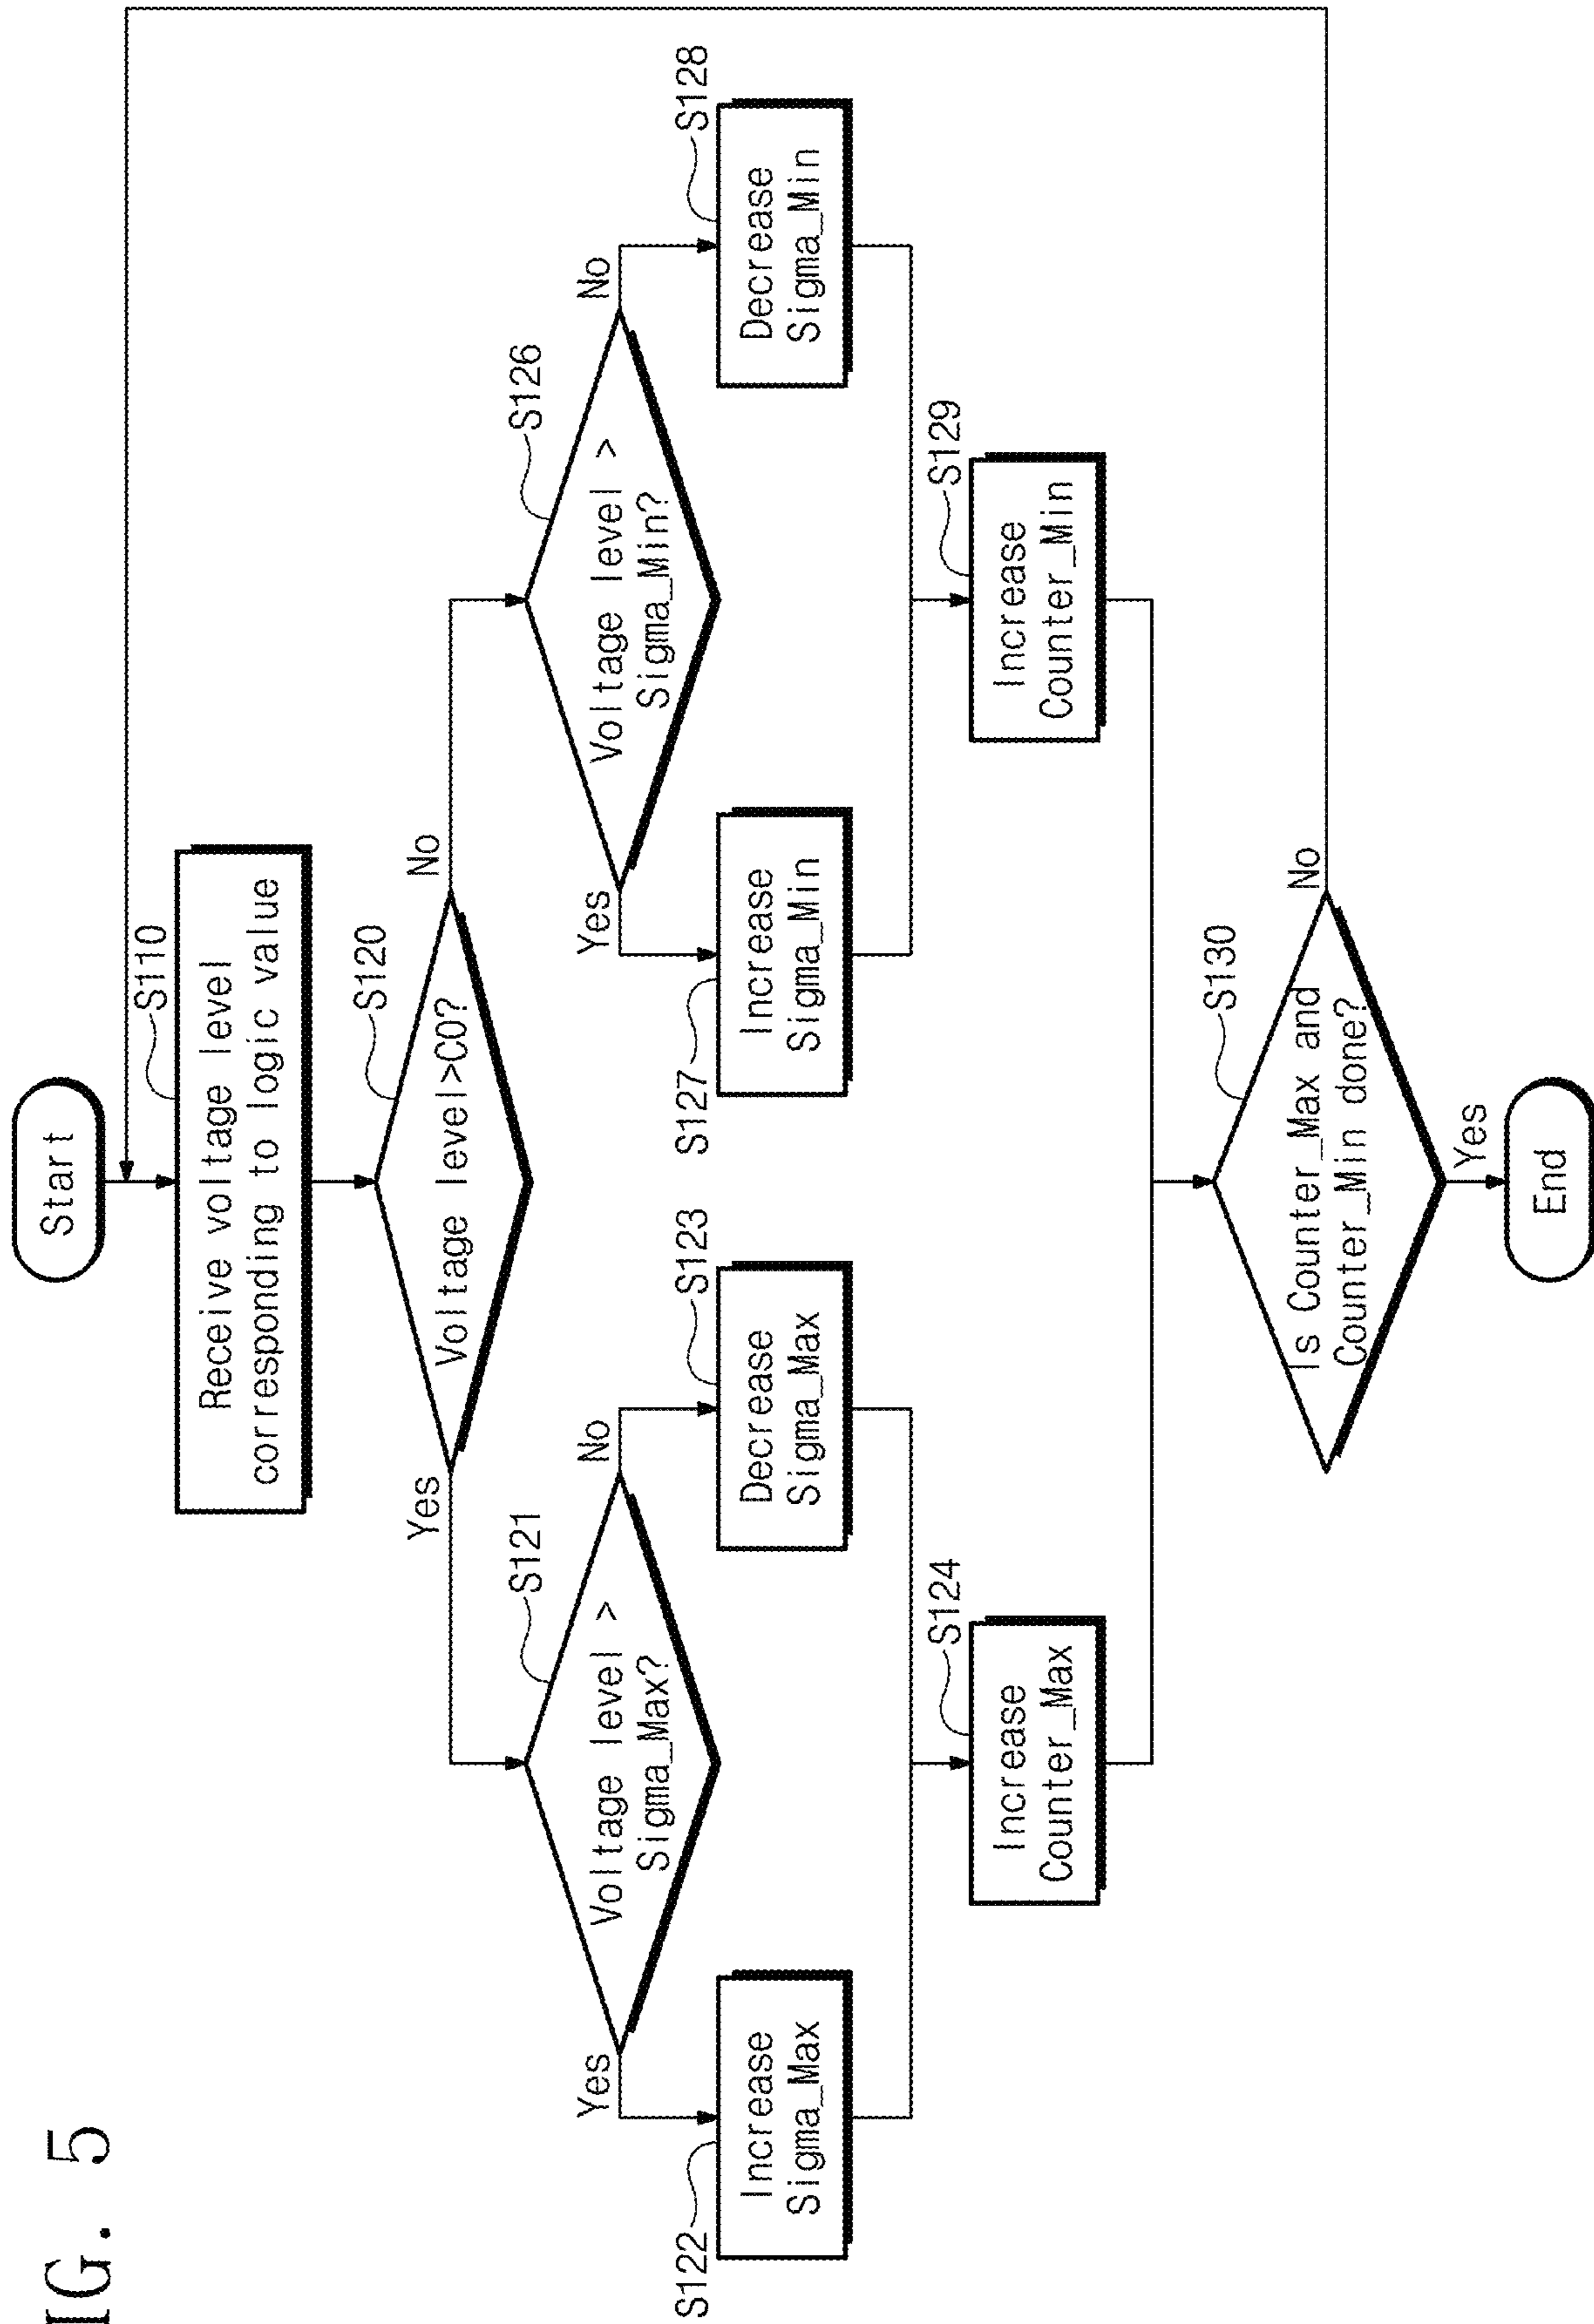 IG. 5
Start
S110
Receive voltage level
corresponding to logic value
S120
Voltage level>C0?
Yes
No
S121
Voltage level >
Sigma_Max?
Yes
No
S126
Voltage level >
Sigma_Min?
Yes
No
S122
Increase
Sigma_Max
S123
Decrease
Sigma_Max
S127
Increase
Sigma_Min
S128
Decrease
Sigma_Min
S124
Increase
Counter_Max
S129
Increase
Counter_Min
S130
Is Counter_Max and
Counter_Min done?
No
Yes
End